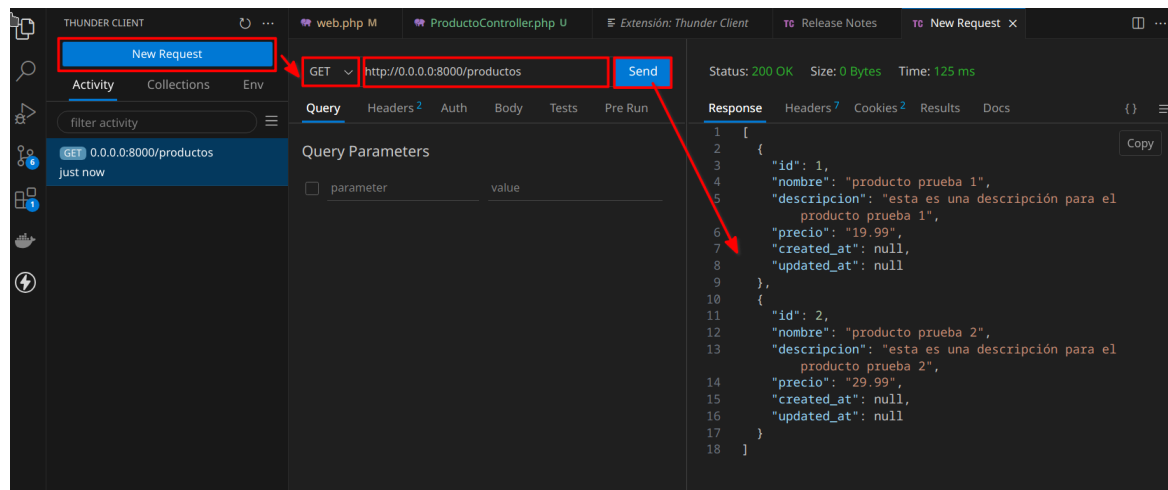 THUNDER CLIENT
New Request
Activity Collections Env
filter activity
GET 0.0.0.0:8000/productos
just now
6
1
web.php M ProductoController.php U Extensión: Thunder Client TC Release Notes TC New Request
GET http://0.0.0.0:8000/productos Send
Query Headers 2 Auth Body Tests Pre Run
Query Parameters
parameter value
Status: 200 OK Size: 0 Bytes Time: 125 ms
Response Headers 7 Cookies 2 Results Docs {}
Copy
1 [
2 {
3 "id": 1,
4 "nombre": "producto prueba 1",
5 "descripcion": "esta es una descripción para el
producto prueba 1",
6 "precio": "19.99",
7 "created_at": null,
8 "updated_at": null
9 },
10 {
11 "id": 2,
12 "nombre": "producto prueba 2",
13 "descripcion": "esta es una descripción para el
producto prueba 2",
14 "precio": "29.99",
15 "created_at": null,
16 "updated_at": null
17 }
18 ]